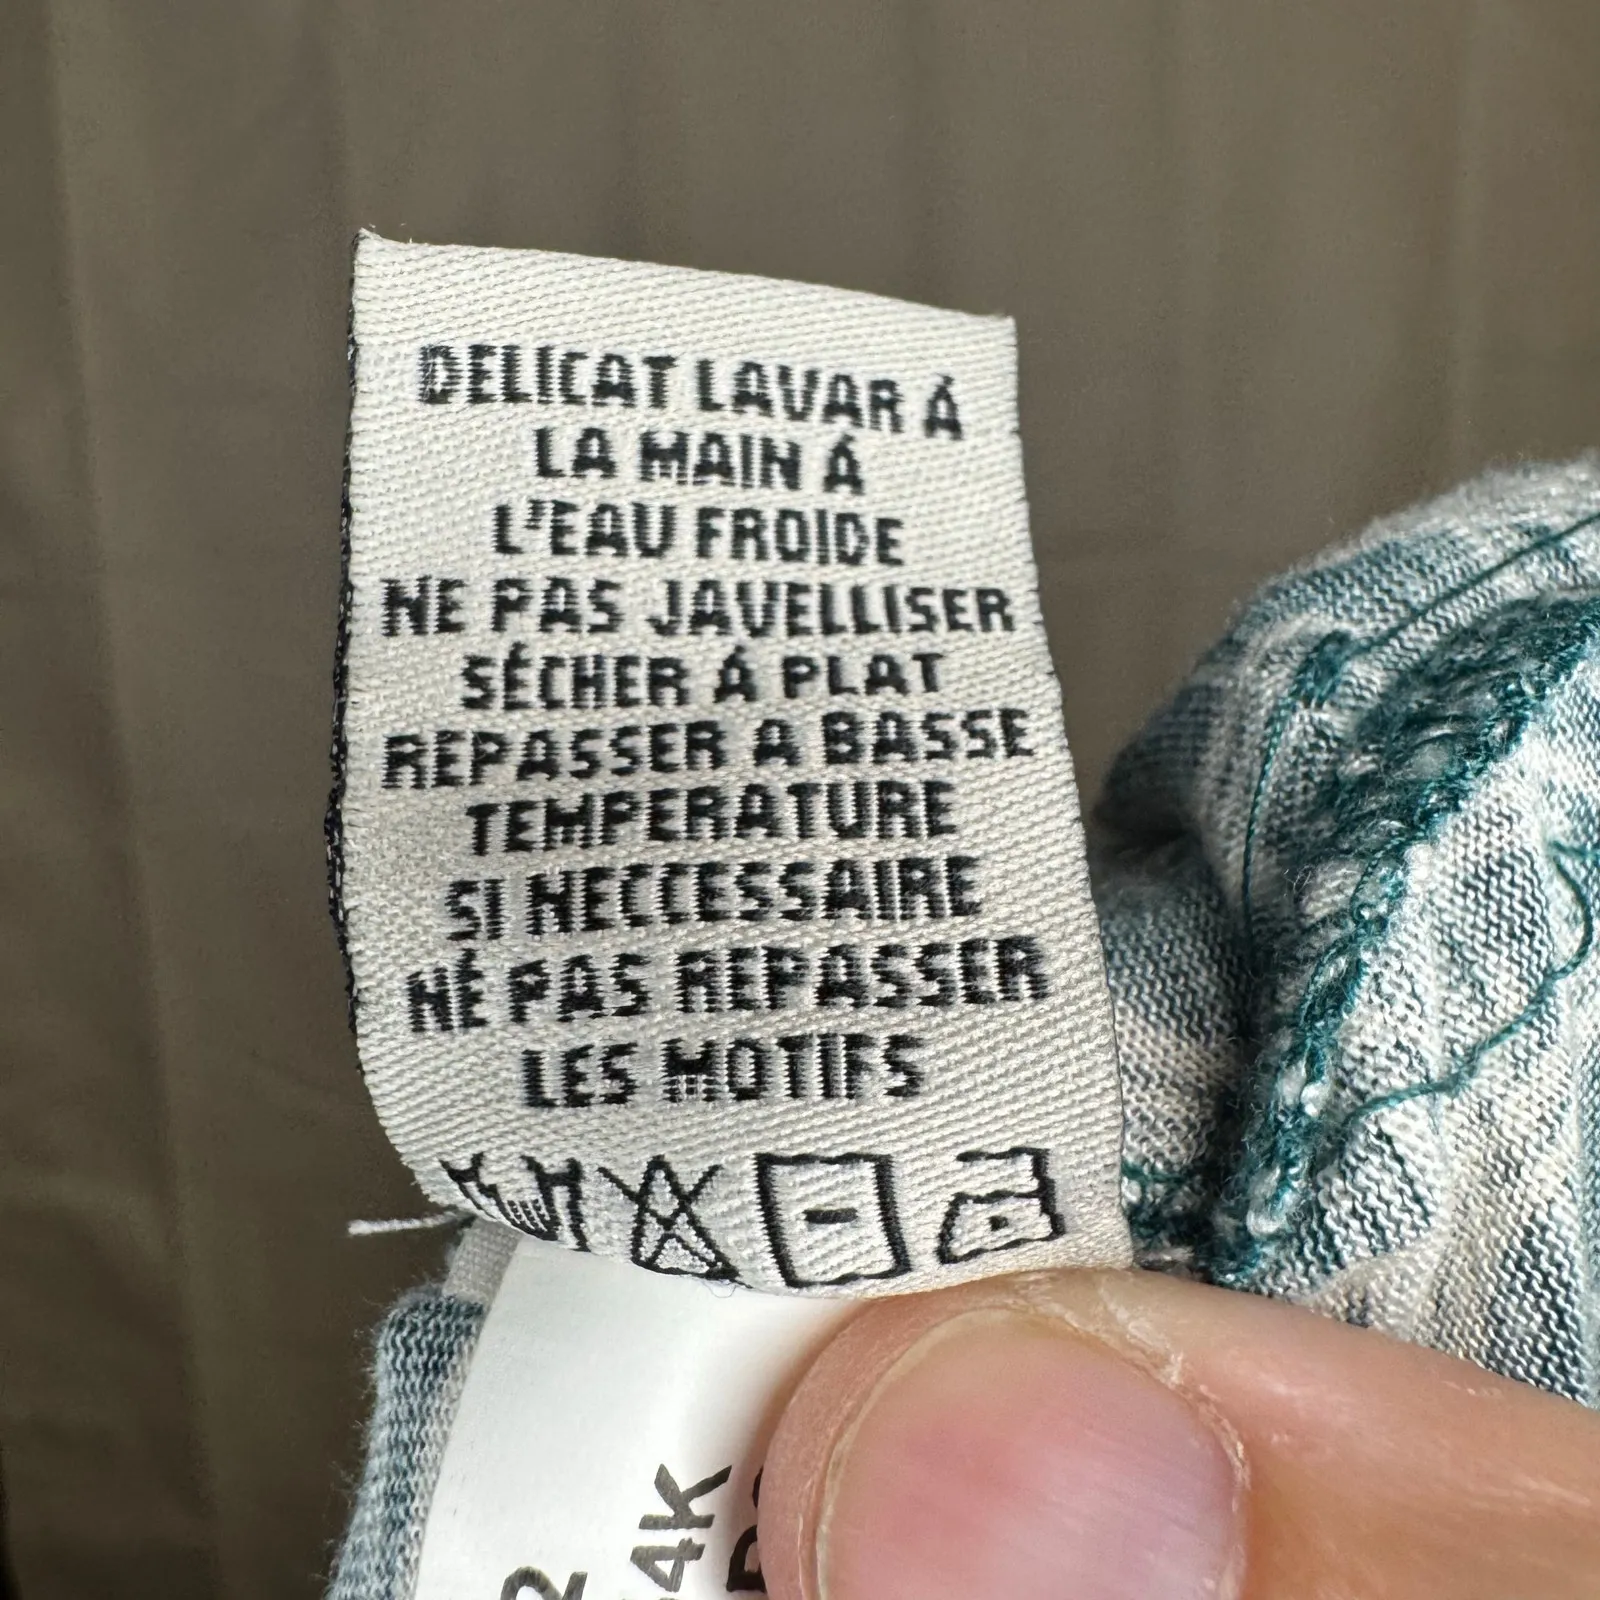 DELICAT LAVAR Á
LA MAIN Á
L'EAU FROIDE
NE PAS JAVELLISER
SÉCHER Á PLAT
REPASSER A BASSE
TEMPERATURE
SI NECCESSAIRE
NÉ PAS REPASSER
LES MOTIFS